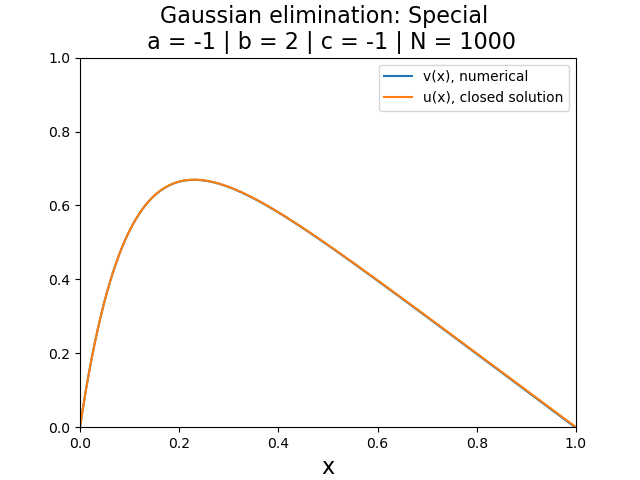 Gaussian elimination: Special
a = -1 | b = 2 | c = -1 | N = 1000
v(x), numerical
u(x), closed solution
1.0
0.8
0.6
0.4
0.2
0.0
0.0 0.2 0.4 0.6 0.8 1.0
x